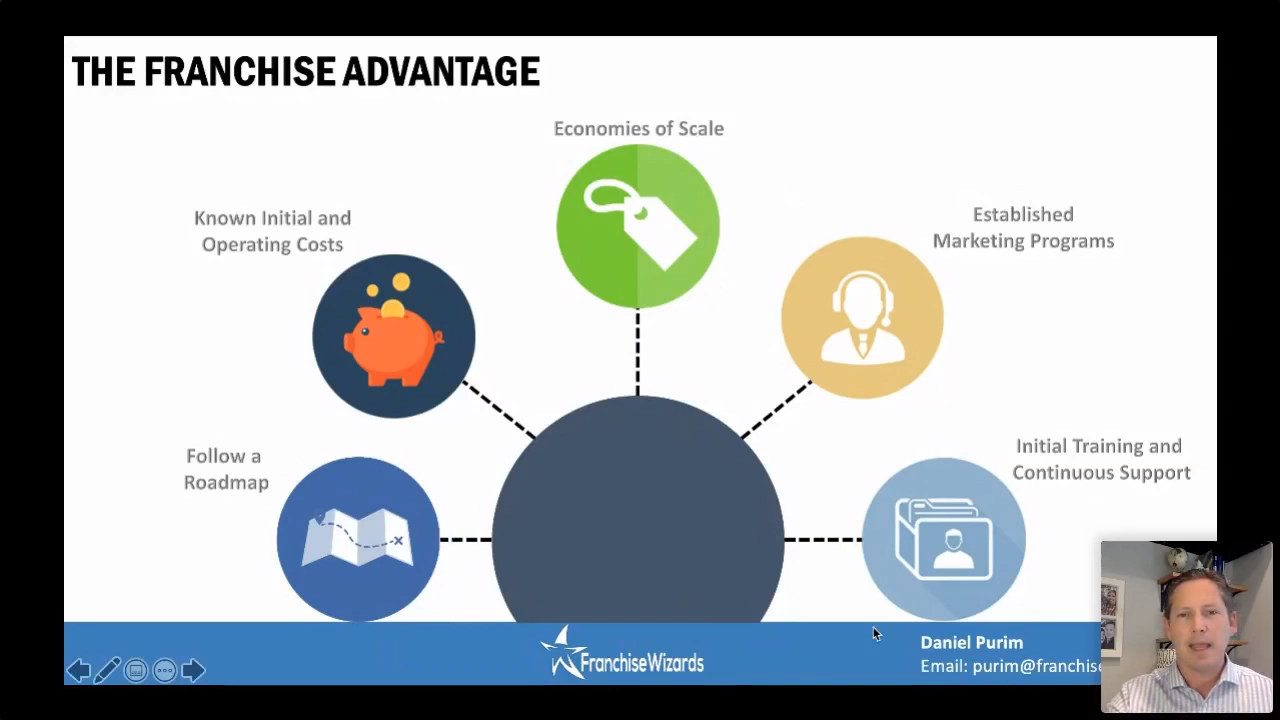 THE FRANCHISE ADVANTAGE
Economies of Scale
Known Initial and
Operating Costs
Established
Marketing Programs
Follow a
Roadmap
Initial Training and
Continuous Support
FranchiseWizards
Daniel Purim
Email: purim@franchise